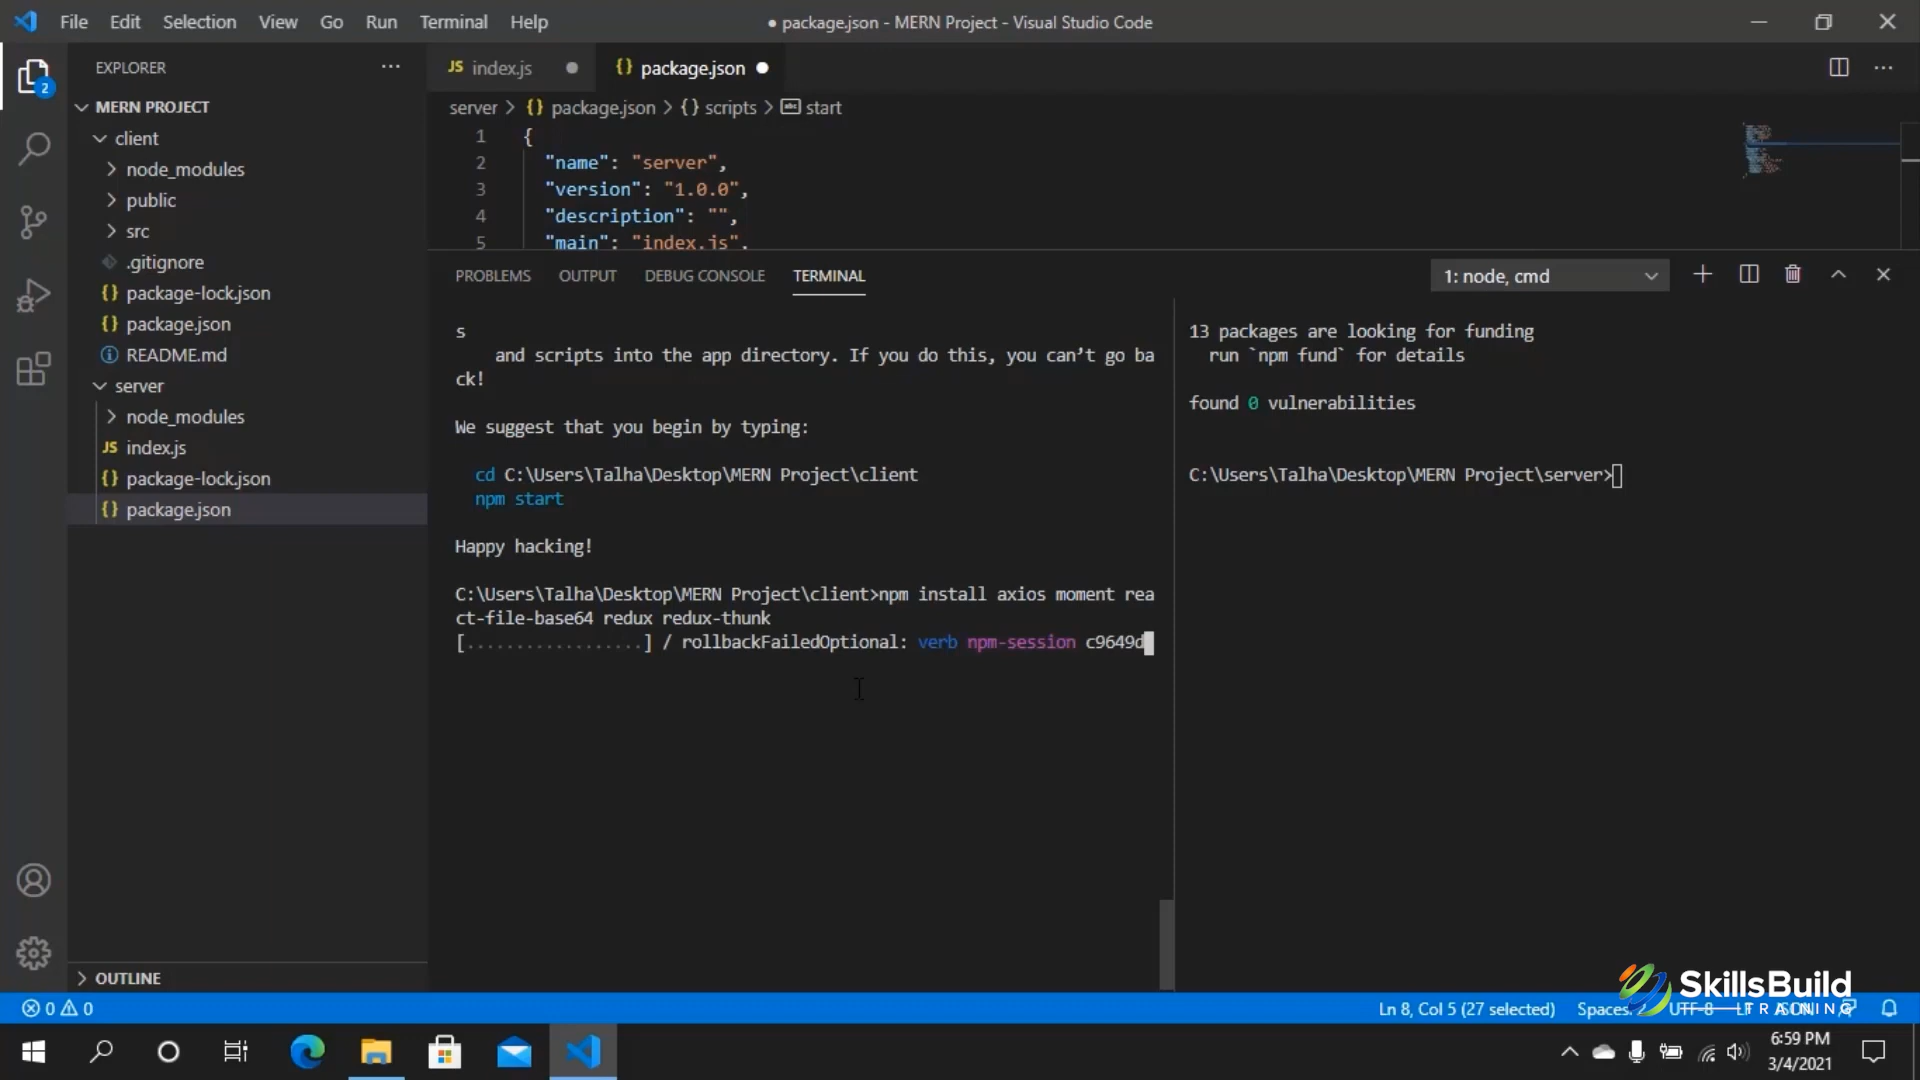 File Edit Selection View Go Run Terminal Help
● package.json - MERN Project - Visual Studio Code
EXPLORER
MERN PROJECT
client
node_modules
public
src
.gitignore
package-lock.json
package.json
README.md
server
node_modules
JS index.js
package-lock.json
package.json
OUTLINE
2
JS index.js
{} package.json
server > {} package.json > {} scripts > abc start
1 {
2 "name": "server",
3 "version": "1.0.0",
4 "description": "",
5 "main": "index.js",
PROBLEMS OUTPUT DEBUG CONSOLE TERMINAL
1: node, cmd
s
and scripts into the app directory. If you do this, you can’t go ba
ck!
We suggest that you begin by typing:
cd C:\Users\Talha\Desktop\MERN Project\client
npm start
Happy hacking!
C:\Users\Talha\Desktop\MERN Project\client>npm install axios moment rea
ct-file-base64 redux redux-thunk
[..................] / rollbackFailedOptional: verb npm-session c9649d
13 packages are looking for funding
run `npm fund` for details
found 0 vulnerabilities
C:\Users\Talha\Desktop\MERN Project\server>
SkillsBuild
TRAINING
0 0
Ln 8, Col 5 (27 selected) Spaces: UTF-8 LF JSON
6:59 PM
3/4/2021